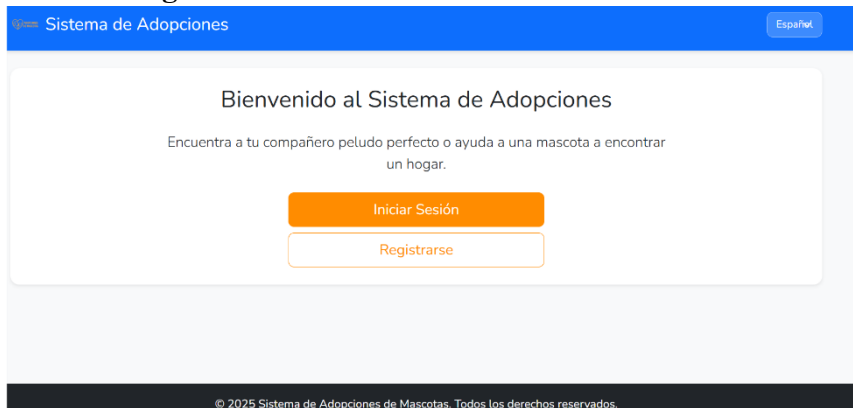 Sistema de Adopciones
Español
Bienvenido al Sistema de Adopciones
Encuentra a tu compañero peludo perfecto o ayuda a una mascota a encontrar
un hogar.
Iniciar Sesión
Registrarse
© 2025 Sistema de Adopciones de Mascotas. Todos los derechos reservados.